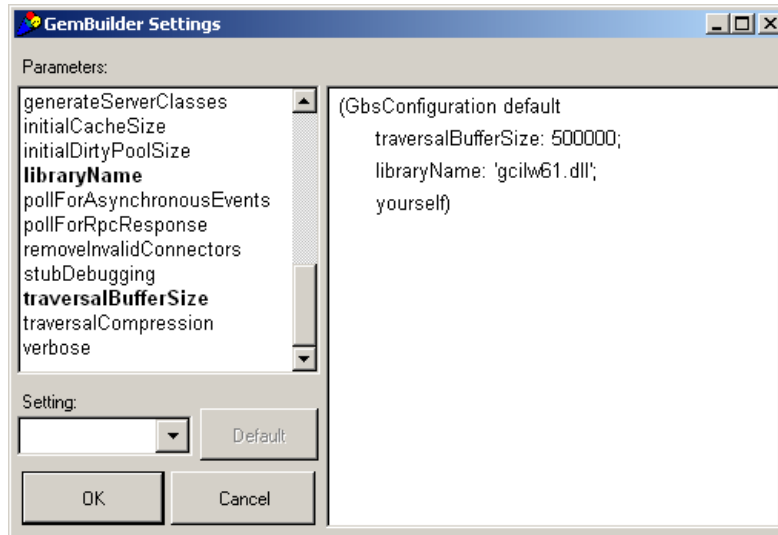 GemBuilder Settings
Parameters:
generateServerClasses
initialCacheSize
initialDirtyPoolSize
libraryName
pollForAsynchronousEvents
pollForRpcResponse
removeInvalidConnectors
stubDebugging
traversalBufferSize
traversalCompression
verbose
(GbsConfiguration default
traversalBufferSize: 500000;
libraryName: 'gcilw61.dll';
yourself)
Setting:
Default
OK
Cancel